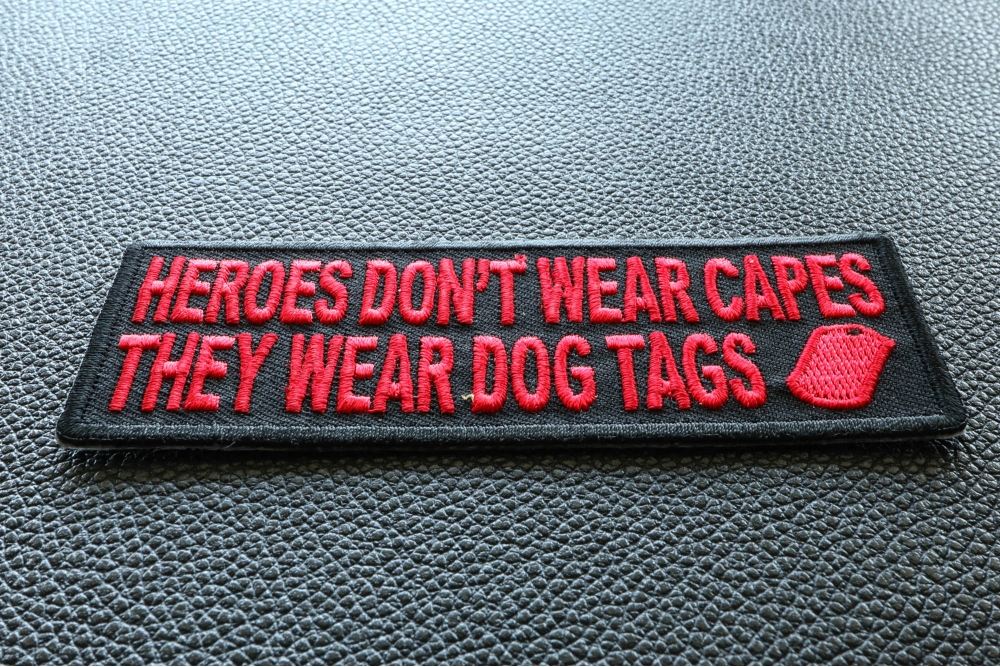 HEROES DON'T WEAR CAPES
THEY WEAR DOG TAGS